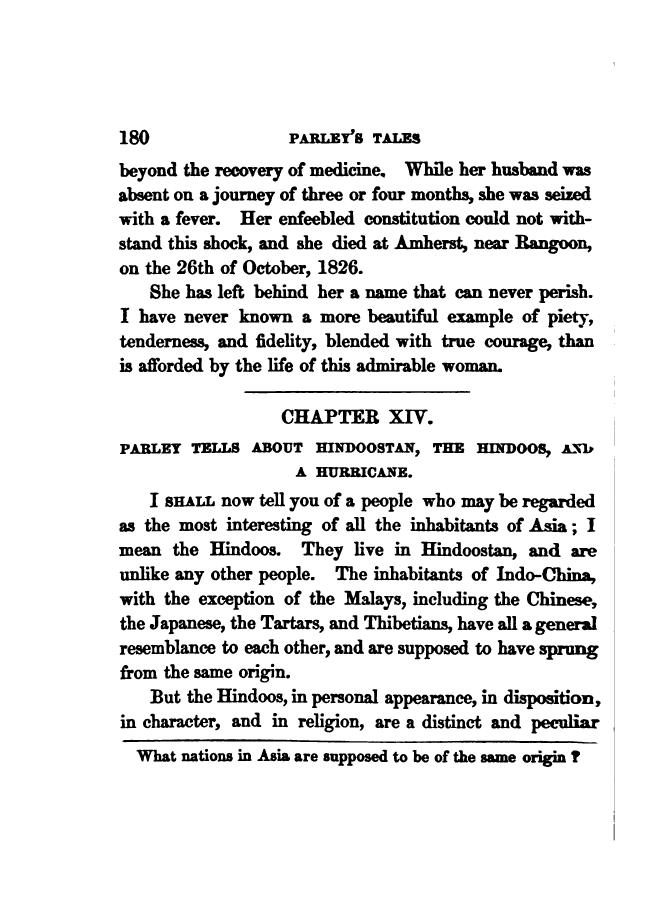 180 PARLEY'S TALES
beyond the recovery of medicine. While her husband was
absent on a journey of three or four months, she was seized
with a fever. Her enfeebled constitution could not with-
stand this shock, and she died at Amherst, near Rangoon,
on the 26th of October, 1826.
She has left behind her a name that can never perish.
I have never known a more beautiful example of piety,
tenderness, and fidelity, blended with true courage, than
is afforded by the life of this admirable woman.
CHAPTER XIV.
PARLEY TELLS ABOUT HINDOOSTAN, THE HINDOOS, AND
A HURRICANE.
I SHALL now tell you of a people who may be regarded
as the most interesting of all the inhabitants of Asia; I
mean the Hindoos. They live in Hindoostan, and are
unlike any other people. The inhabitants of Indo-China,
with the exception of the Malays, including the Chinese,
the Japanese, the Tartars, and Thibetians, have all a general
resemblance to each other, and are supposed to have sprung
from the same origin.
But the Hindoos, in personal appearance, in disposition,
in character, and in religion, are a distinct and peculiar
What nations in Asia are supposed to be of the same origin?